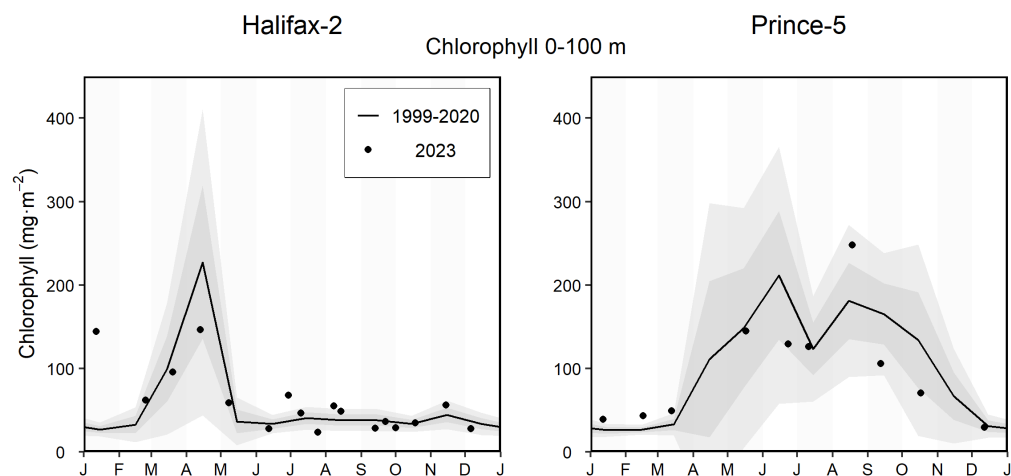 Halifax-2
Prince-5
Chlorophyll 0-100 m
Chlorophyll (mg·m⁻²)
400
300
200
100
0
1999-2020
2023
J F M A M J J A S O N D J
400
300
200
100
0
J F M A M J J A S O N D J